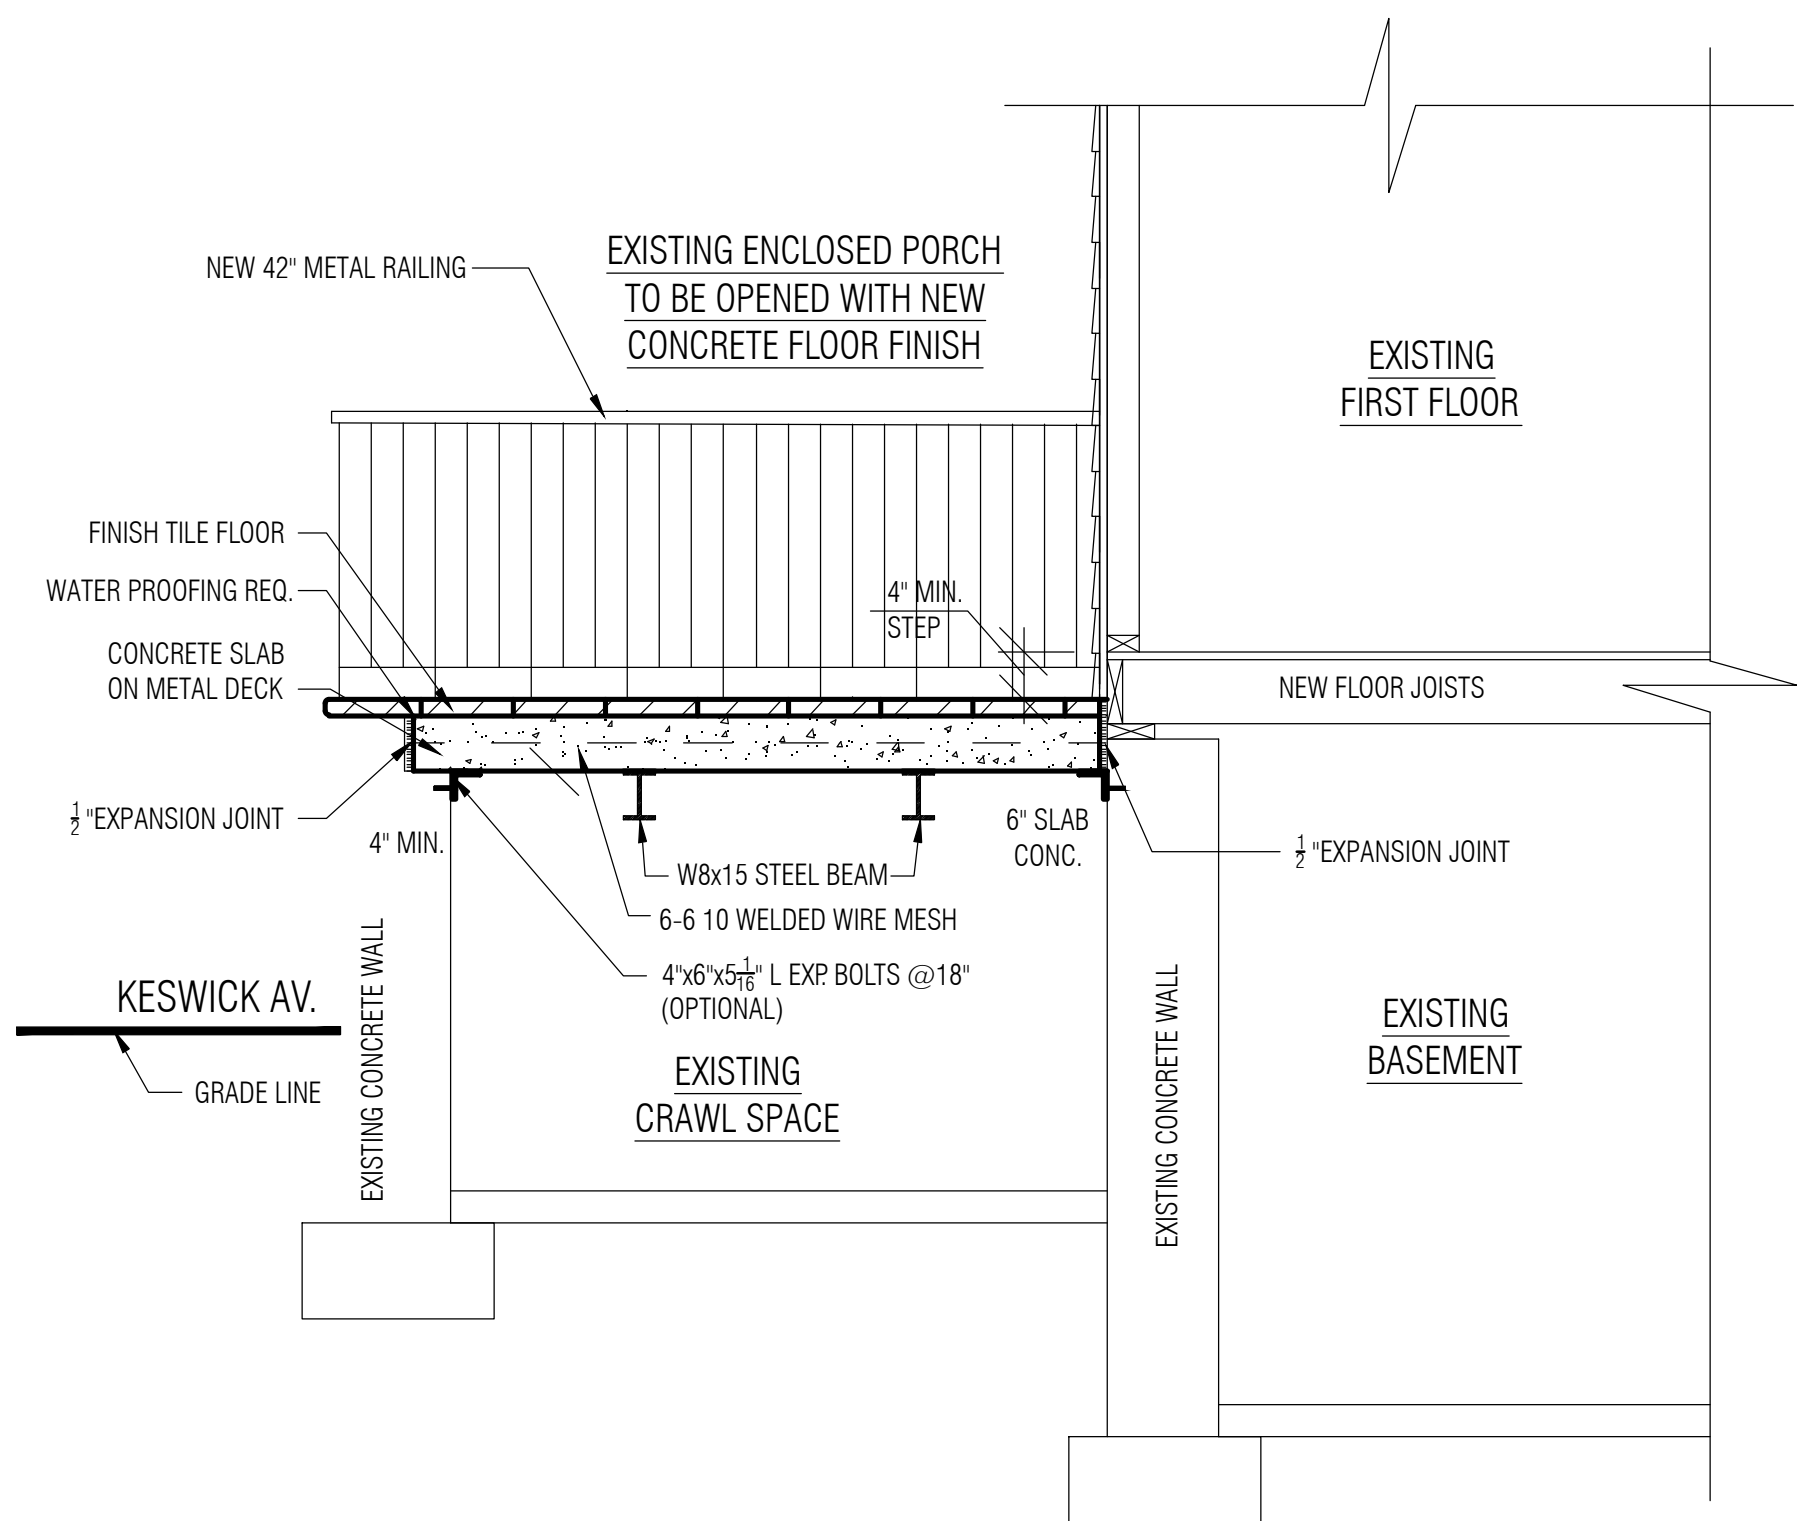 EXISTING ENCLOSED PORCH
TO BE OPENED WITH NEW
CONCRETE FLOOR FINISH
NEW 42" METAL RAILING
EXISTING
FIRST FLOOR
FINISH TILE FLOOR
WATER PROOFING REQ.
CONCRETE SLAB
ON METAL DECK
4" MIN.
STEP
NEW FLOOR JOISTS
1/2 "EXPANSION JOINT
4" MIN.
6" SLAB
CONC.
1/2 "EXPANSION JOINT
W8x15 STEEL BEAM
6-6 10 WELDED WIRE MESH
4"x6"x5 1/16" L EXP. BOLTS @18"
(OPTIONAL)
KESWICK AV.
GRADE LINE
EXISTING CONCRETE WALL
EXISTING
CRAWL SPACE
EXISTING CONCRETE WALL
EXISTING
BASEMENT